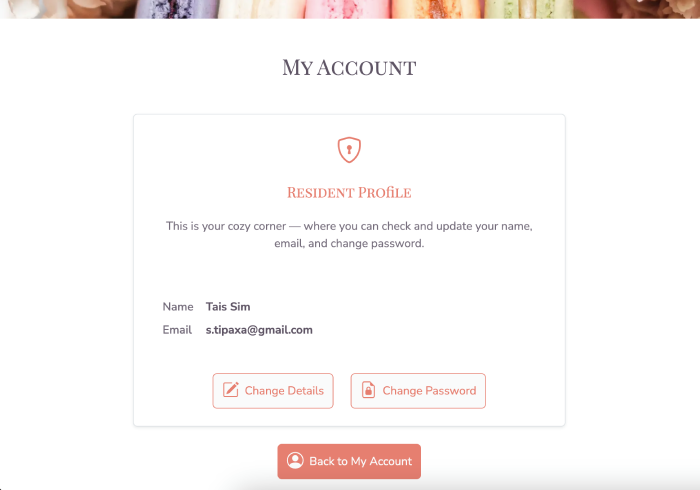 My Account
Resident Profile
This is your cozy corner — where you can check and update your name,
email, and change password.
Name Tais Sim
Email s.tipaxa@gmail.com
Change Details Change Password
Back to My Account